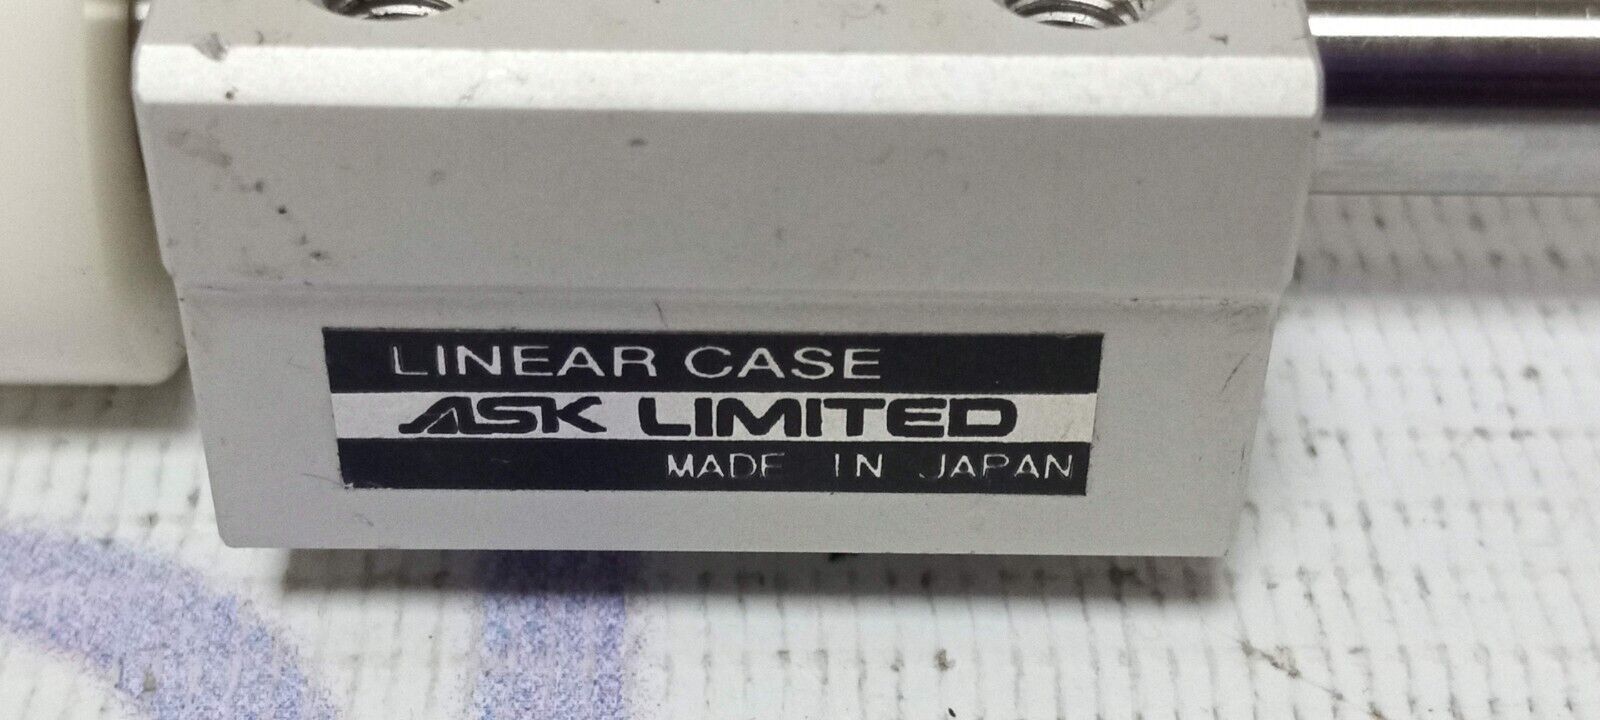 LINEAR CASE
ASK LIMITED
MADE IN JAPAN